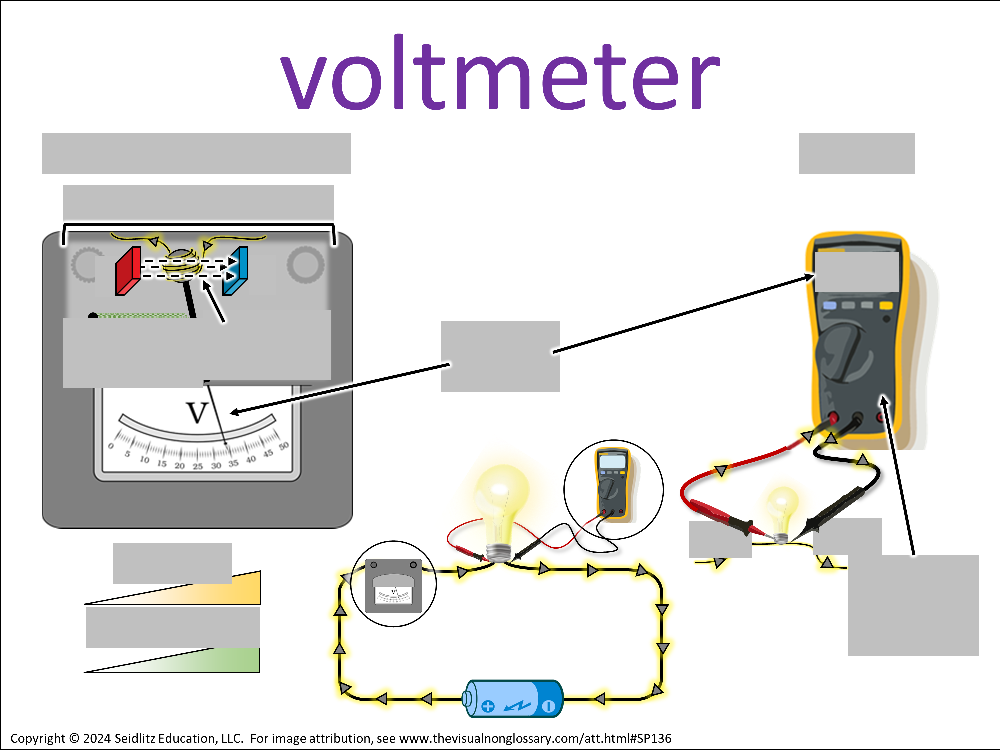 voltmeter
V
0 5 10 15 20 25 30 35 40 45 50
V
Copyright © 2024 Seidlitz Education, LLC. For image attribution, see www.thevisualnonglossary.com/att.html#SP136